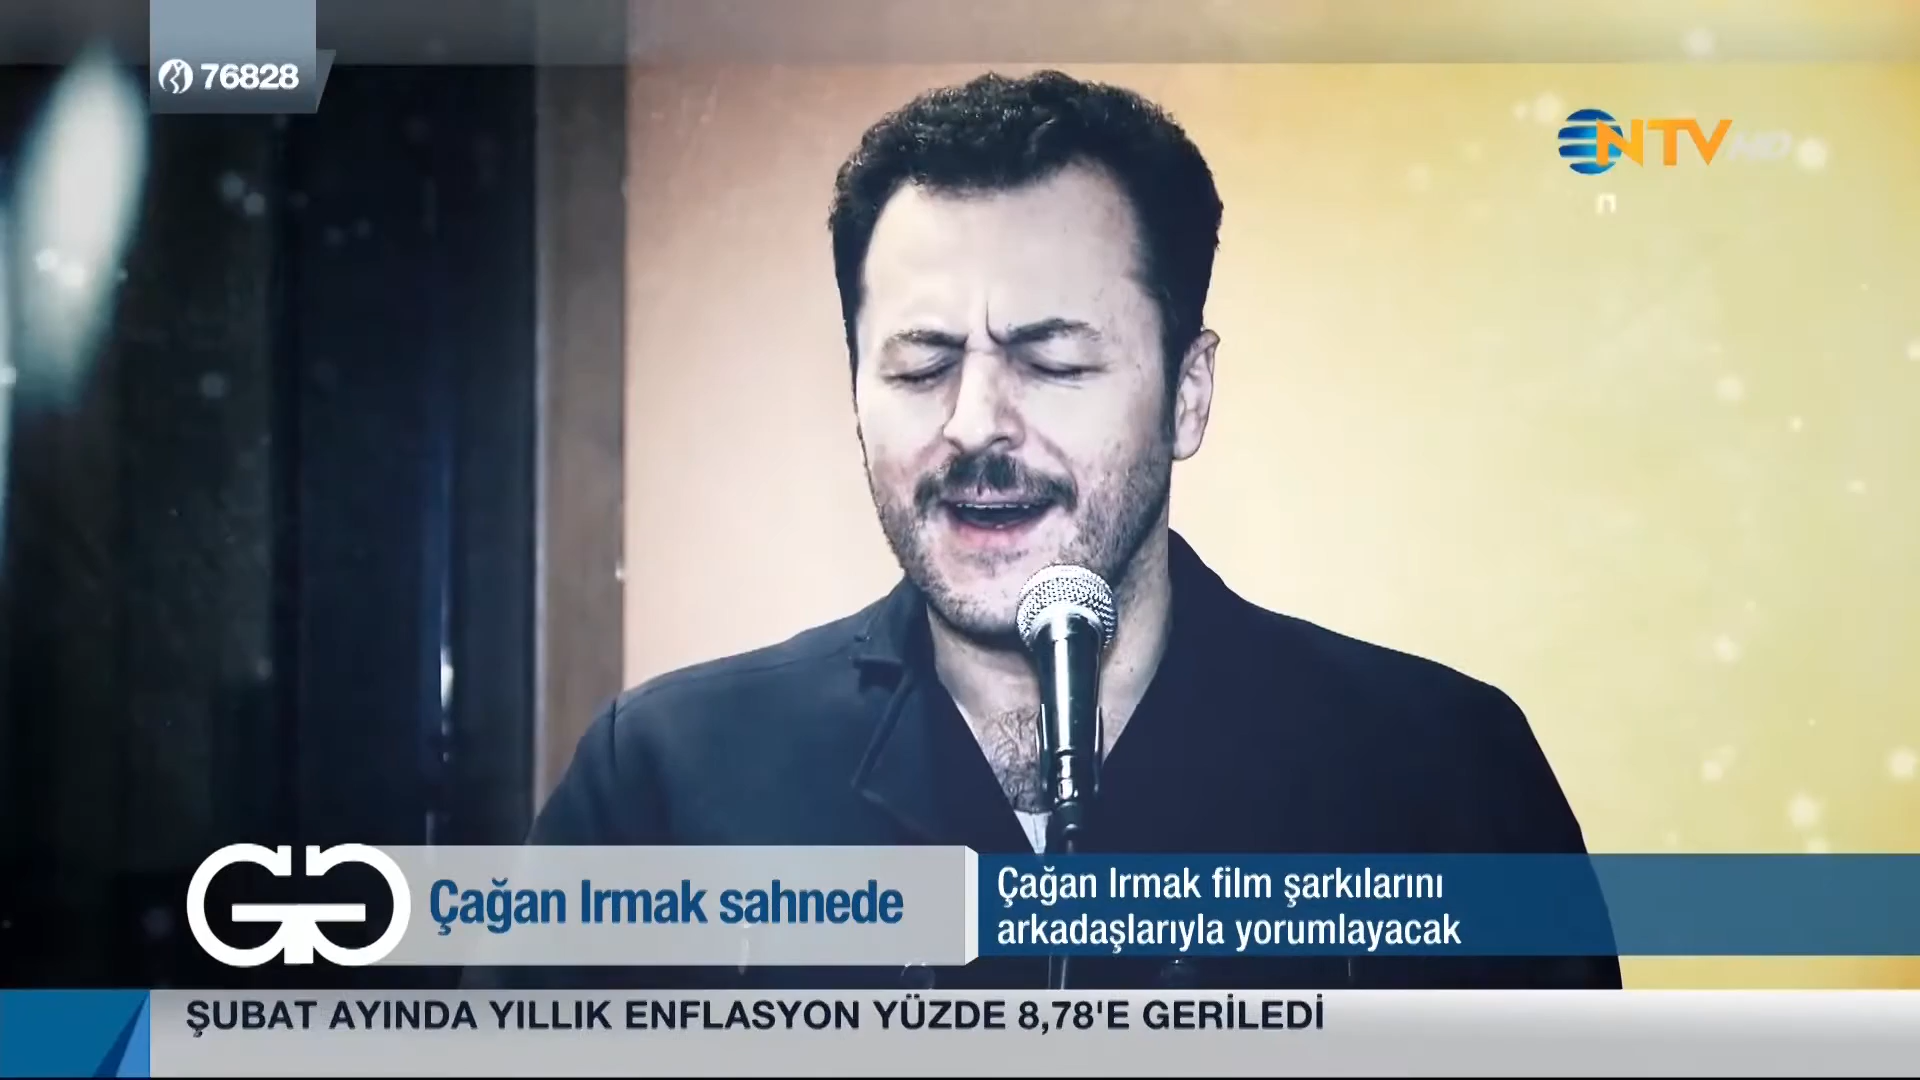 76828
NTV HD
n
GG
Çağan Irmak sahnede
Çağan Irmak film şarkılarını
arkadaşlarıyla yorumlayacak
ŞUBAT AYINDA YILLIK ENFLASYON YÜZDE 8,78'E GERİLEDİ